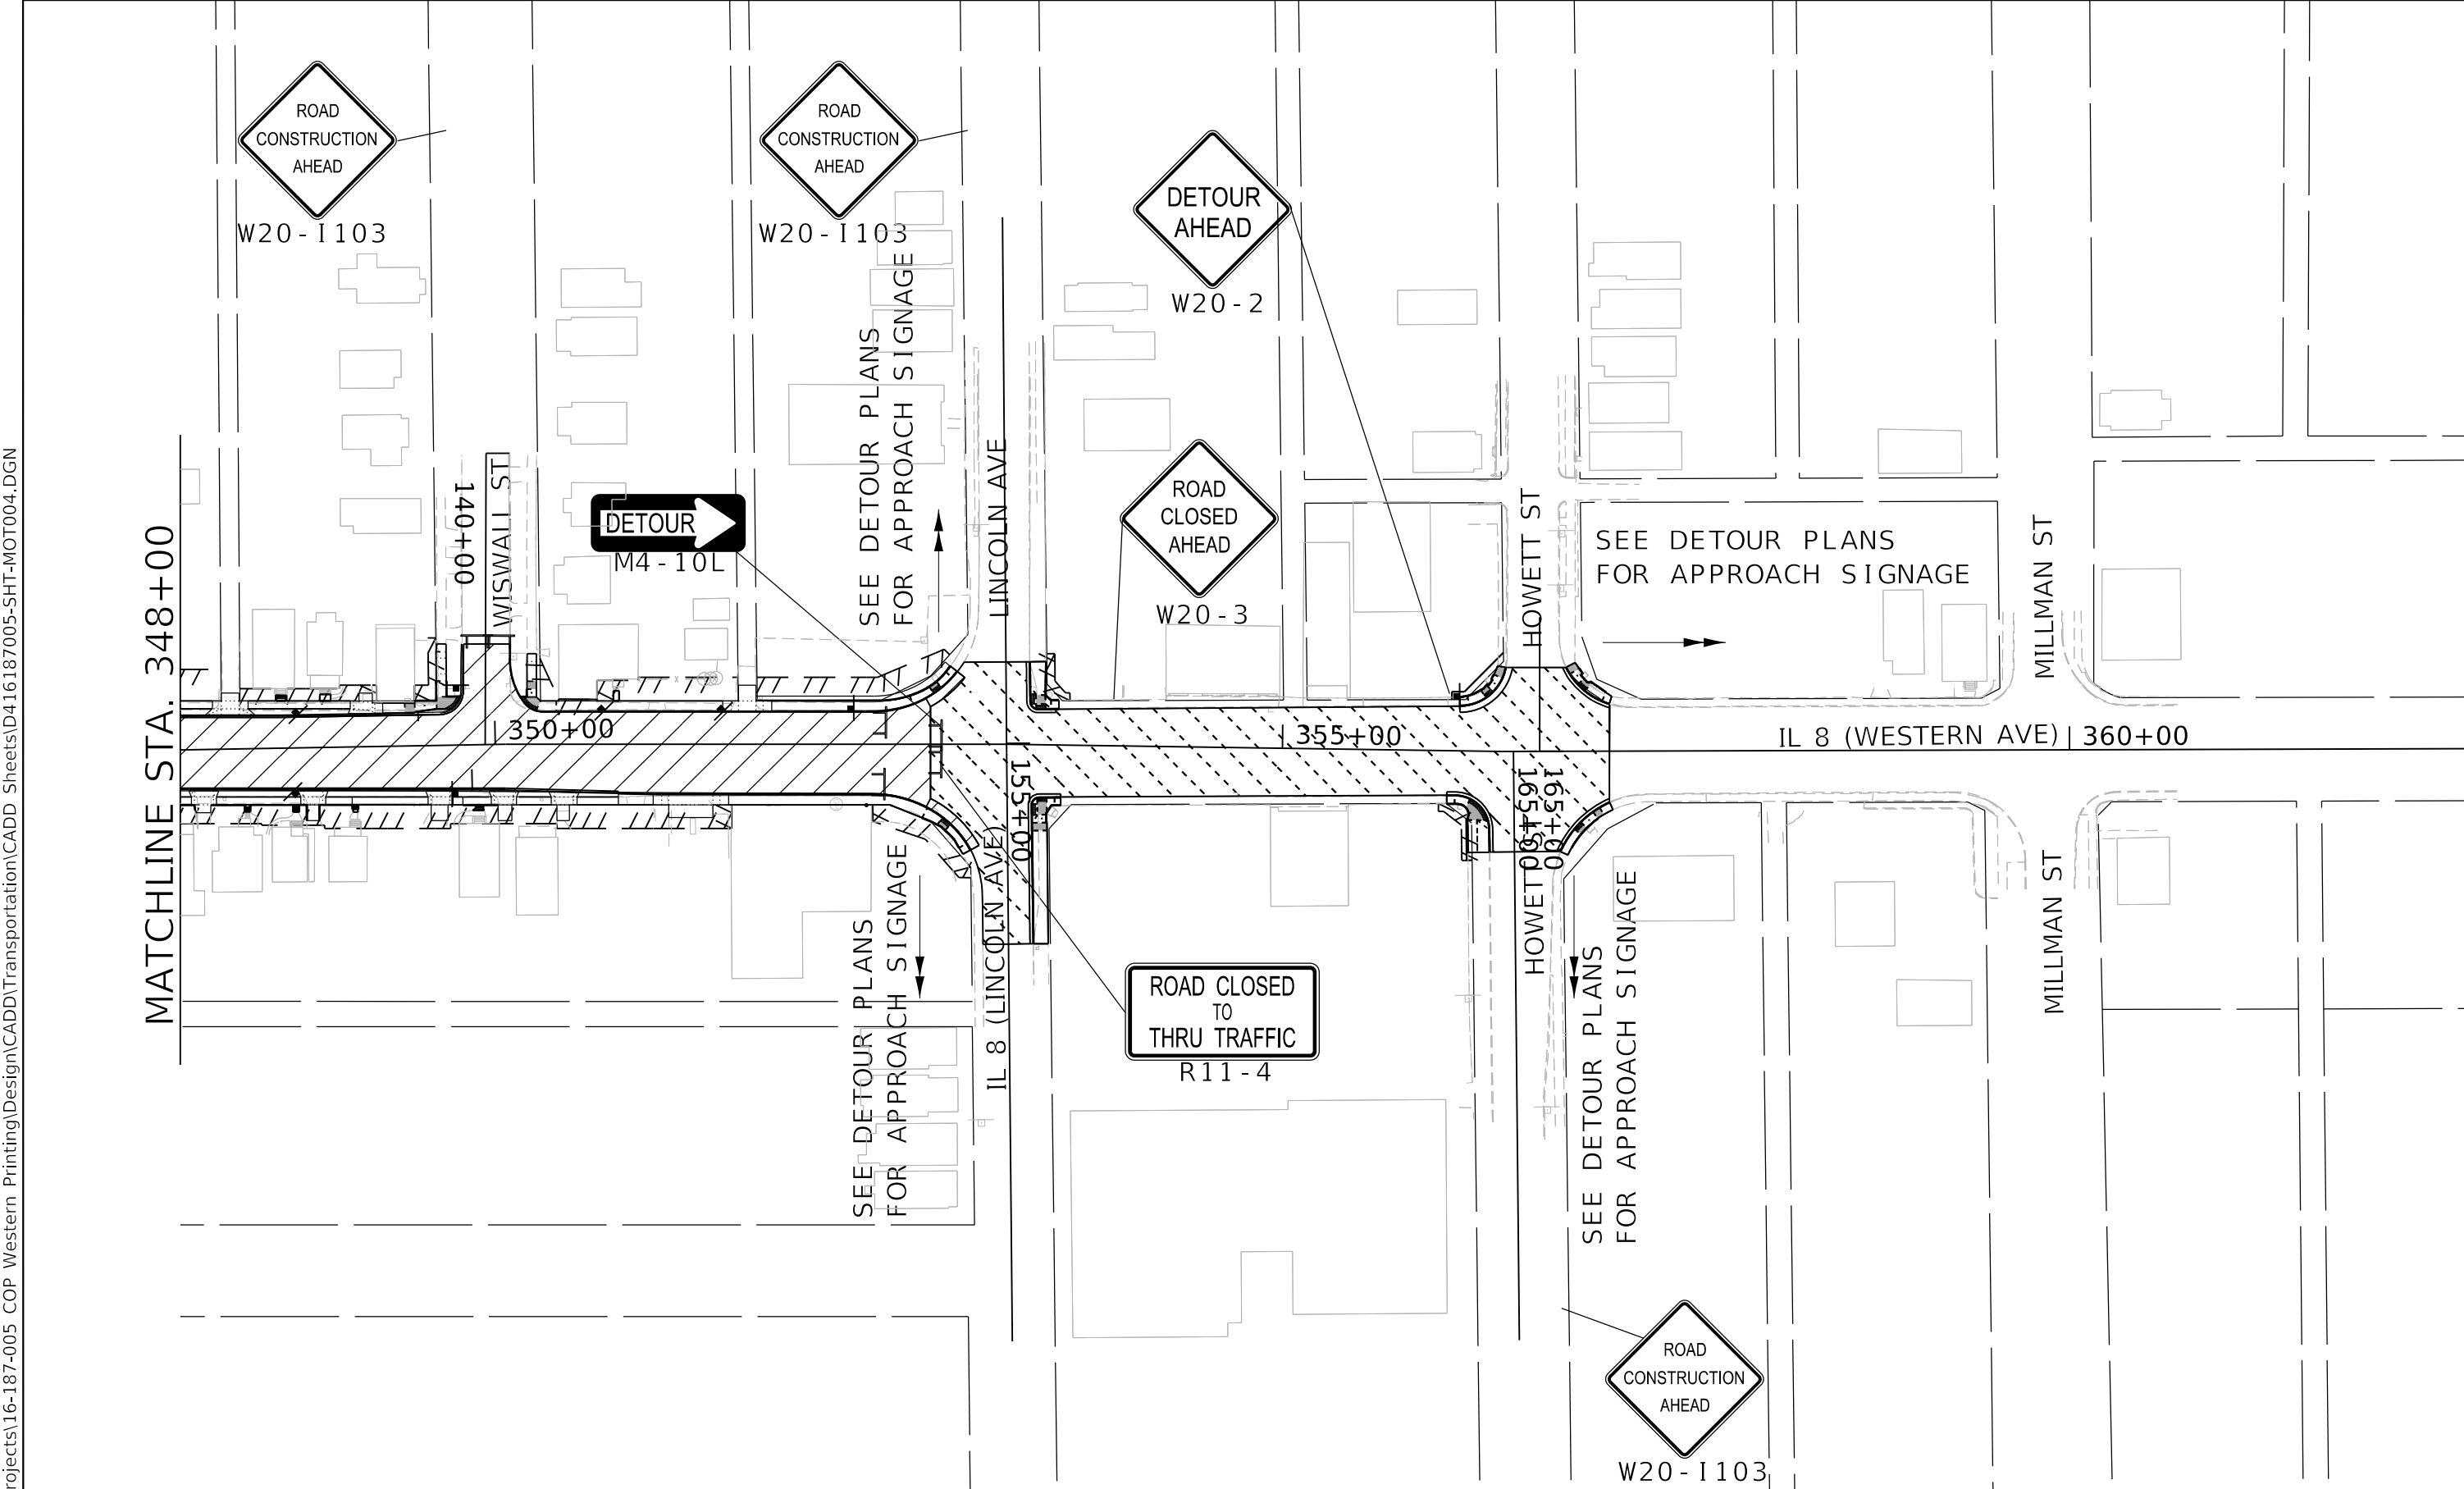 ROAD
CONSTRUCTION
AHEAD
W20-I103
ROAD
CONSTRUCTION
AHEAD
W20-I103
DETOUR
AHEAD
W20-2
SEE DETOUR PLANS
FOR APPROACH SIGNAGE
LINCOLN AVE
140+00
WISWALL ST
DETOUR
M4-10L
ROAD
CLOSED
AHEAD
W20-3
HOWETT ST
SEE DETOUR PLANS
FOR APPROACH SIGNAGE
MILLMAN ST
MATCHLINE STA. 348+00
350+00
355+00
IL 8 (WESTERN AVE)
360+00
155+00
165+00
HOWETT
SEE DETOUR PLANS
FOR APPROACH SIGNAGE
IL 8 (LINCOLN AVE)
ROAD CLOSED
TO
THRU TRAFFIC
R11-4
SEE DETOUR PLANS
FOR APPROACH SIGNAGE
MILLMAN ST
ROAD
CONSTRUCTION
AHEAD
W20-I103
rojects\16-187-005 COP Western Printing\Design\CADD\Transportation\CADD Sheets\D416187005-SHT-MOT004.DGN